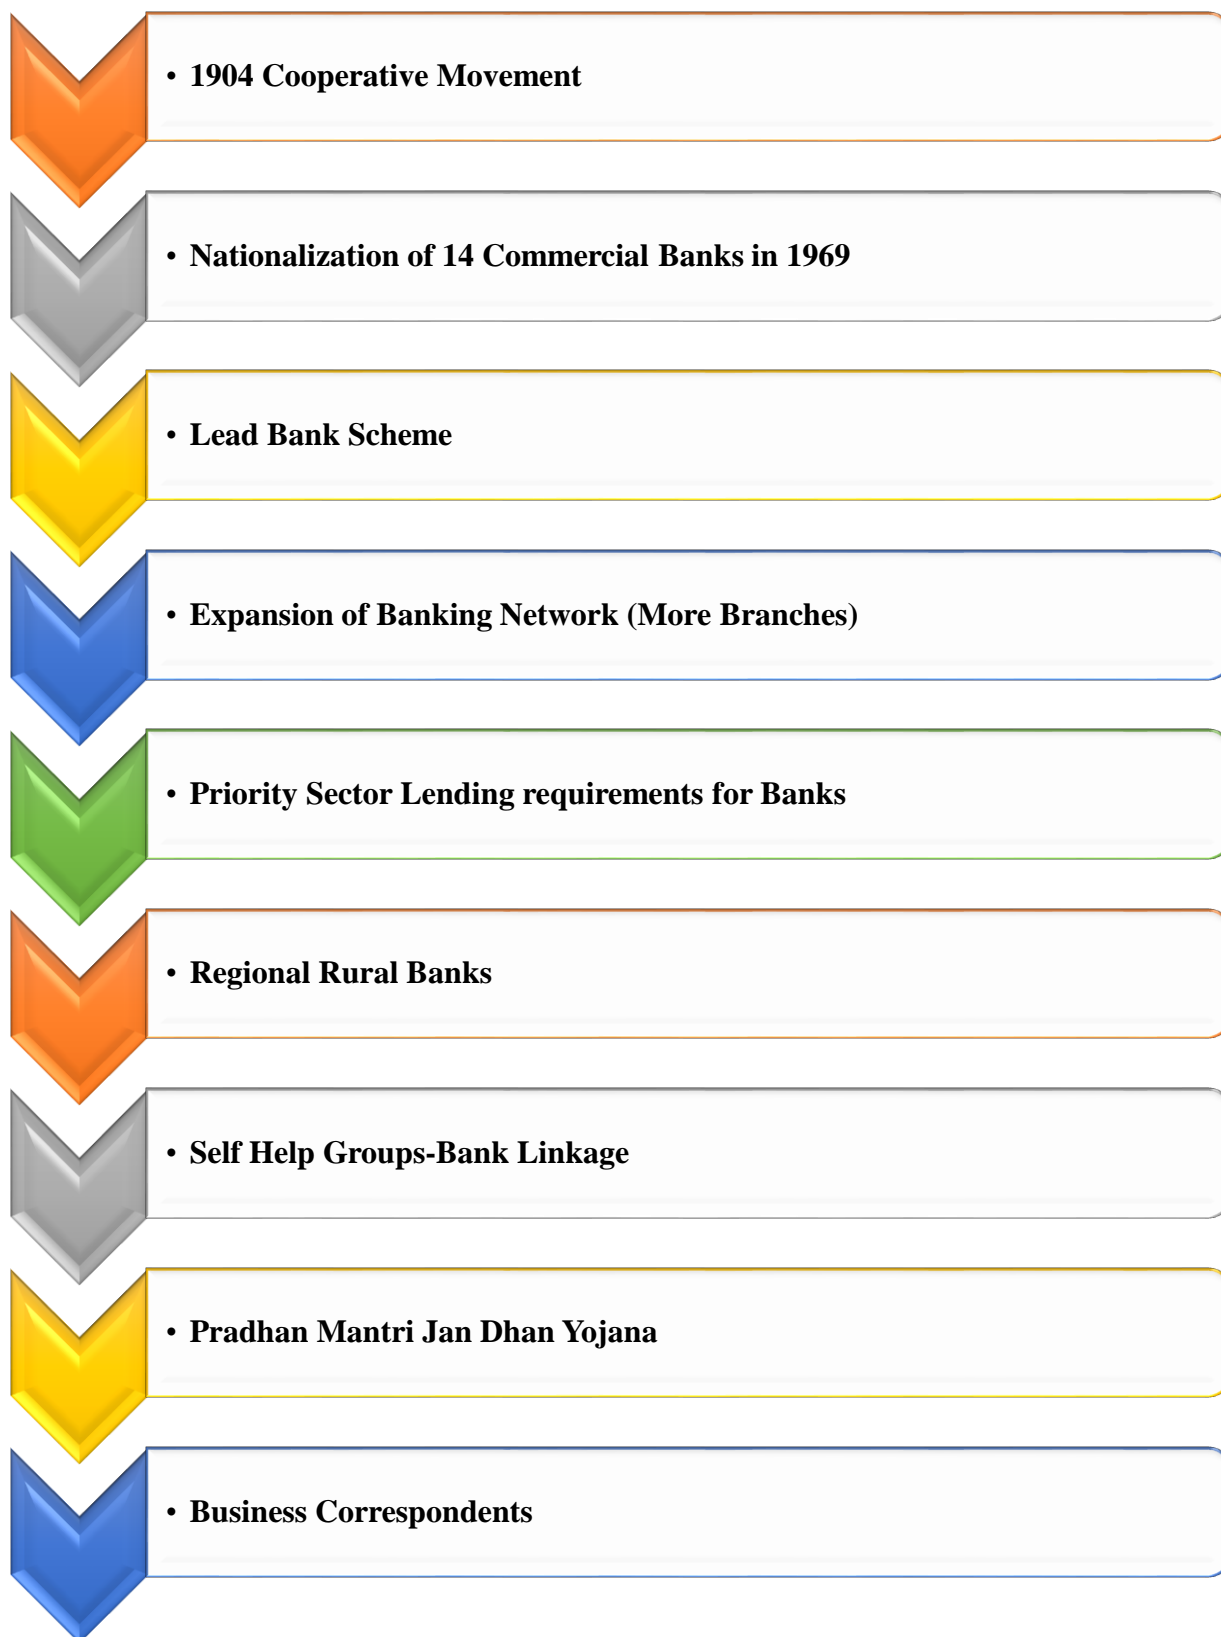 • 1904 Cooperative Movement
• Nationalization of 14 Commercial Banks in 1969
• Lead Bank Scheme
• Expansion of Banking Network (More Branches)
• Priority Sector Lending requirements for Banks
• Regional Rural Banks
• Self Help Groups-Bank Linkage
• Pradhan Mantri Jan Dhan Yojana
• Business Correspondents